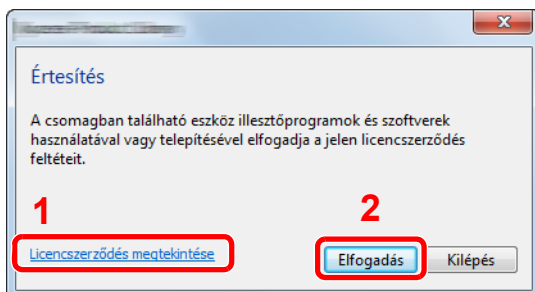 Értesítés
A csomagban található eszköz illesztőprogramok és szoftverek
használatával vagy telepítésével elfogadja a jelen licencszerződés
feltéteit.
1
2
Licencszerződés megtekintése
Elfogadás
Kilépés